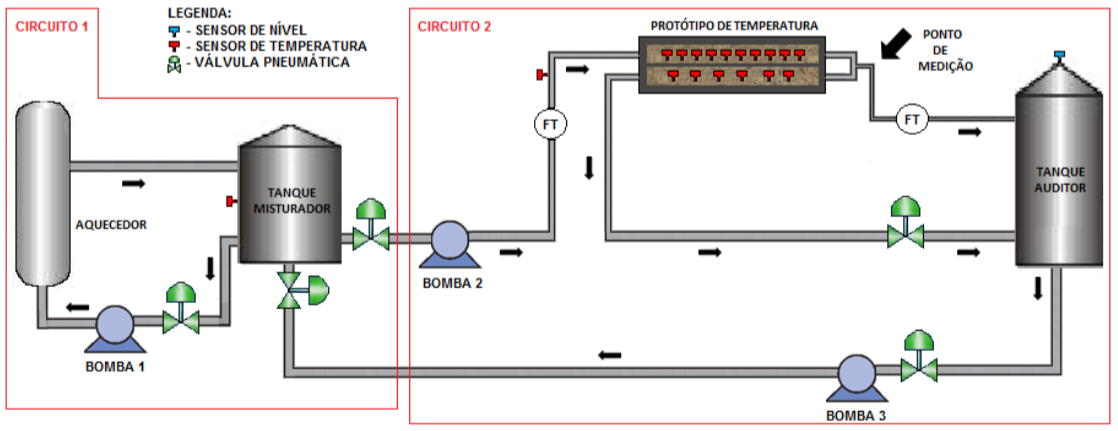 CIRCUITO 1
LEGENDA:
- SENSOR DE NÍVEL
- SENSOR DE TEMPERATURA
- VÁLVULA PNEUMÁTICA
CIRCUITO 2
PROTÓTIPO DE TEMPERATURA
PONTO
DE
MEDIÇÃO
FT
FT
TANQUE
AUDITOR
TANQUE
MISTURADOR
AQUECEDOR
BOMBA 2
BOMBA 1
BOMBA 3